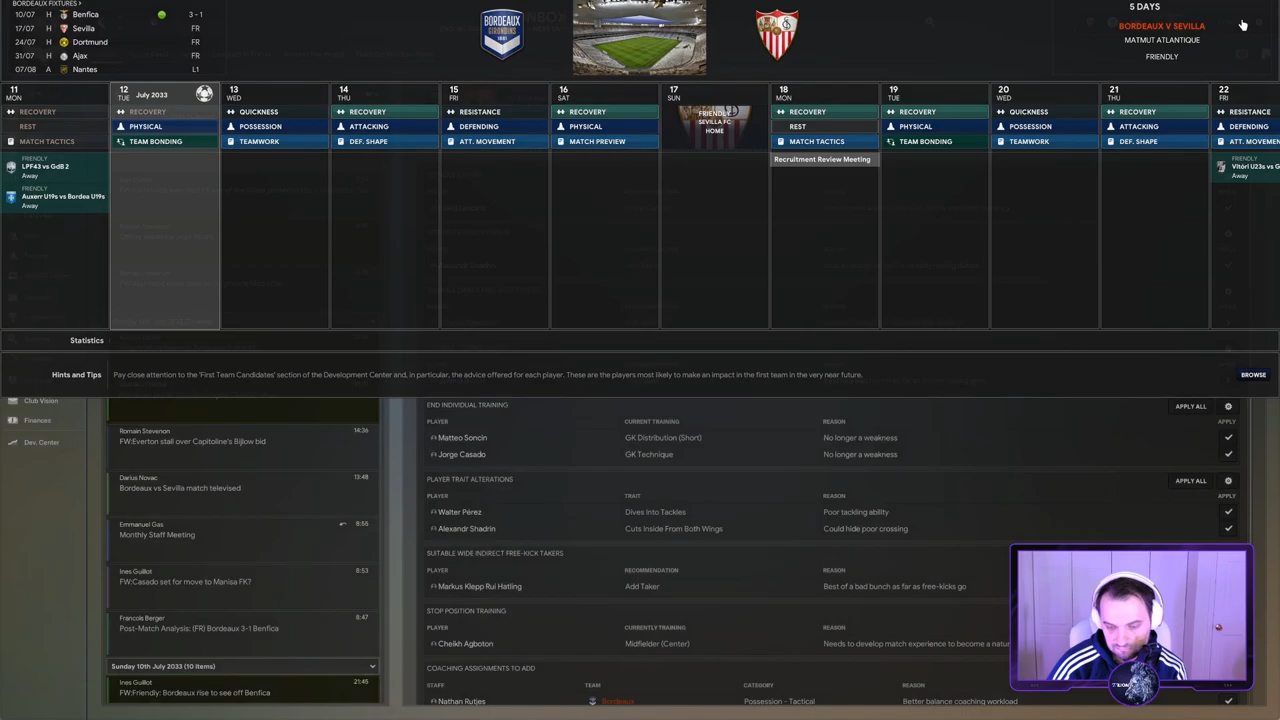 BORDEAUX FIXTURES >
10/07 H Benfica 3 - 1
17/07 H Sevilla FR
24/07 H Dortmund FR
31/07 H Ajax FR
07/08 A Nantes L1
BORDEAUX
GIRONDINS
1881
5 DAYS
BORDEAUX V SEVILLA
MATMUT ATLANTIQUE
FRIENDLY
11 MON
12 TUE July 2033
13 WED
14 THU
15 FRI
16 SAT
17 SUN
18 MON
19 TUE
20 WED
21 THU
22 FRI
RECOVERY RECOVERY QUICKNESS RECOVERY RESISTANCE RECOVERY RECOVERY RECOVERY QUICKNESS RECOVERY RESISTANCE
REST PHYSICAL POSSESSION ATTACKING DEFENDING PHYSICAL REST PHYSICAL POSSESSION ATTACKING DEFENDING
MATCH TACTICS TEAM BONDING TEAMWORK DEF. SHAPE ATT. MOVEMENT MATCH PREVIEW MATCH TACTICS TEAM BONDING TEAMWORK DEF. SHAPE ATT. MOVEM
FRIENDLY
SEVILLA FC
HOME
FRIENDLY
LPF43 vs GdB 2
Away
FRIENDLY
Auxerr U19s vs Bordea U19s
Away
Recruitment Review Meeting
FRIENDLY
Vitóri U23s vs G
Away
Statistics
Hints and Tips
Pay close attention to the 'First Team Candidates' section of the Development Center and, in particular, the advice offered for each player. These are the players most likely to make an impact in the first team in the very near future.
BROWSE
Club Vision
Finances
Dev. Center
Romain Stevenon 14:36
FW:Everton stall over Capitoline's Bijlow bid
Darius Novac 13:48
Bordeaux vs Sevilla match televised
Emmanuel Gas 8:55
Monthly Staff Meeting
Ines Guillot 8:53
FW:Casado set for move to Manisa FK?
Francois Berger 8:47
Post-Match Analysis: (FR) Bordeaux 3-1 Benfica
Sunday 10th July 2033 (10 items)
Ines Guillot 21:45
FW:Friendly: Bordeaux rise to see off Benfica
END INDIVIDUAL TRAINING APPLY ALL
PLAYER CURRENT TRAINING REASON APPLY
Matteo Soncin GK Distribution (Short) No longer a weakness
Jorge Casado GK Technique No longer a weakness
PLAYER TRAIT ALTERATIONS APPLY ALL
PLAYER TRAIT REASON APPLY
Walter Pérez Dives Into Tackles Poor tackling ability
Alexandr Shadrin Cuts Inside From Both Wings Could hide poor crossing
SUITABLE WIDE INDIRECT FREE-KICK TAKERS
PLAYER RECOMMENDATION REASON
Markus Klepp Rui Hatling Add Taker Best of a bad bunch as far as free-kicks go
STOP POSITION TRAINING
PLAYER CURRENTLY TRAINING REASON
Cheikh Agboton Midfielder (Center) Needs to develop match experience to become a natu
COACHING ASSIGNMENTS TO ADD
STAFF TEAM CATEGORY REASON
Nathan Rutjes Bordeaux Possession - Tactical Better balance coaching workload